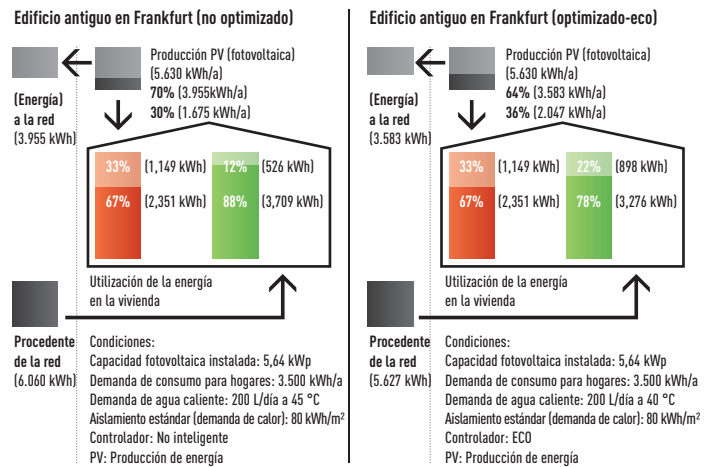 Edificio antiguo en Frankfurt (no optimizado)
Producción PV (fotovoltaica)
(5.630 kWh/a)
70% (3.955kWh/a)
30% (1.675kWh/a)
(Energía)
a la red
(3.955 kWh)
33% (1,149 kWh) 12% (526 kWh)
67% (2,351 kWh) 88% (3,709 kWh)
Utilización de la energía
en la vivienda
Procedente
de la red
(6.060 kWh)
Condiciones:
Capacidad fotovoltaica instalada: 5,64 kWp
Demanda de consumo para hogares: 3.500 kWh/a
Demanda de agua caliente: 200 L/día a 45 °C
Aislamiento estándar (demanda de calor): 80 kWh/m²
Controlador: No inteligente
PV: Producción de energía
Edificio antiguo en Frankfurt (optimizado-eco)
Producción PV (fotovoltaica)
(5.630 kWh/a)
64% (3.583 kWh/a)
36% (2.047 kWh/a)
(Energía)
a la red
(3.583 kWh)
33% (1,149 kWh) 22% (898 kWh)
67% (2,351 kWh) 78% (3,276 kWh)
Utilización de la energía
en la vivienda
Procedente
de la red
(5.627 kWh)
Condiciones:
Capacidad fotovoltaica instalada: 5,64 kWp
Demanda de consumo para hogares: 3.500 kWh/a
Demanda de agua caliente: 200 L/día a 40 °C
Aislamiento estándar (demanda de calor): 80 kWh/m²
Controlador: ECO
PV: Producción de energía